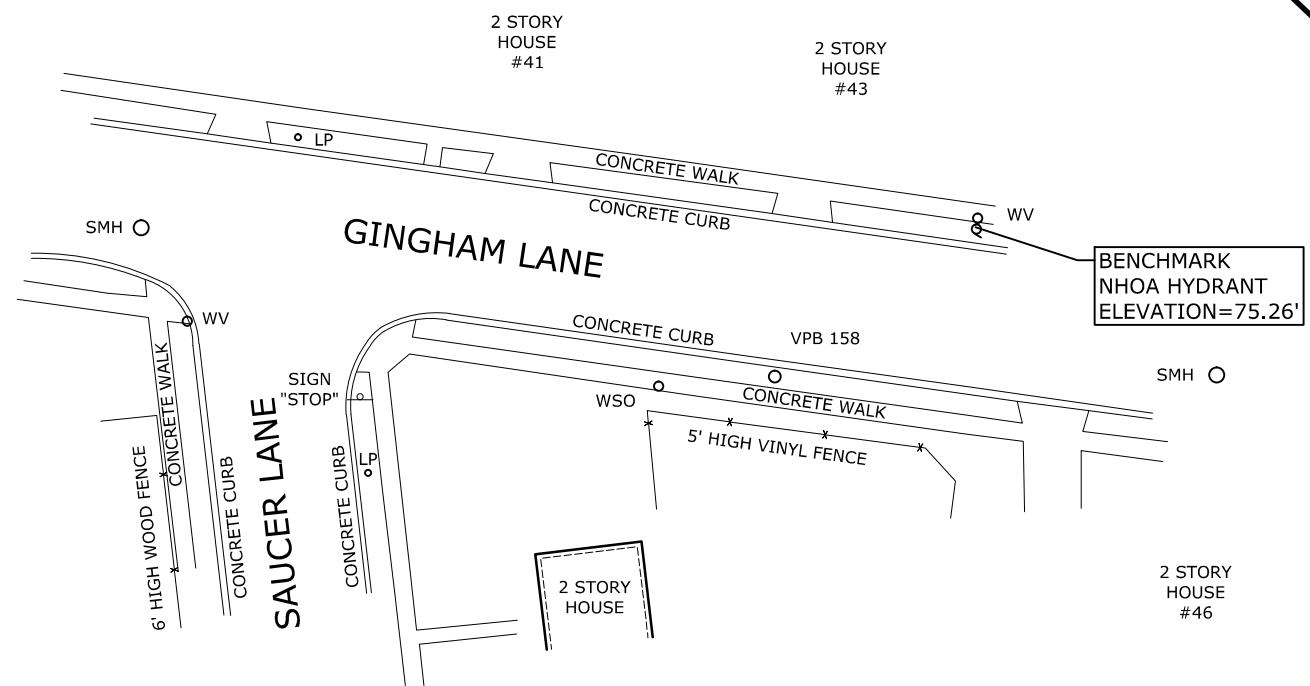 2 STORY
HOUSE
#41
2 STORY
HOUSE
#43
LP
CONCRETE WALK
CONCRETE CURB
WV
SMH
GINGHAM LANE
BENCHMARK
NHOA HYDRANT
ELEVATION=75.26'
WV
CONCRETE CURB
VPB 158
SMH
SIGN
"STOP"
WSO
CONCRETE WALK
5' HIGH VINYL FENCE
CONCRETE WALK
6' HIGH WOOD FENCE
CONCRETE CURB
SAUCER LANE
CONCRETE CURB
LP
2 STORY
HOUSE
2 STORY
HOUSE
#46